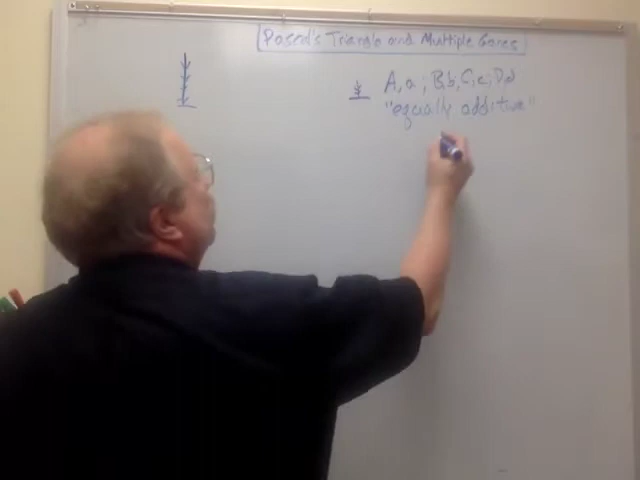 Pascal's Triangle and Multiple Genes
A,a; B,b; C,c; D,d
"equally additive"